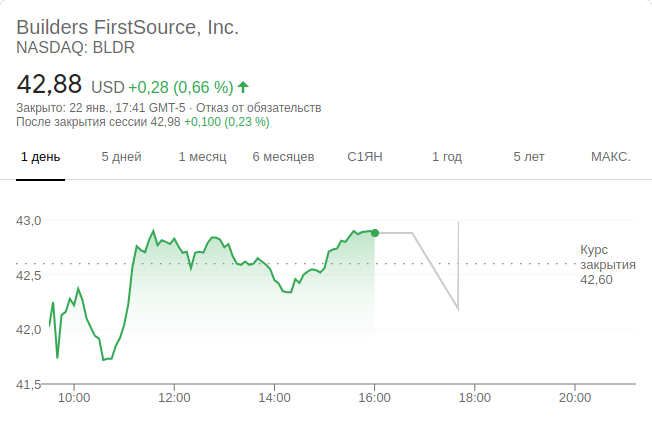 Builders FirstSource, Inc.
NASDAQ: BLDR
42,88 USD +0,28 (0,66 %)
Закрыто: 22 янв., 17:41 GMT-5 · Отказ от обязательств
После закрытия сессии 42,98 +0,100 (0,23 %)
1 день 5 дней 1 месяц 6 месяцев С1ЯН 1 год 5 лет МАКС.
43,0
42,5
42,0
41,5
Курс
закрытия
42,60
10:00 12:00 14:00 16:00 18:00 20:00